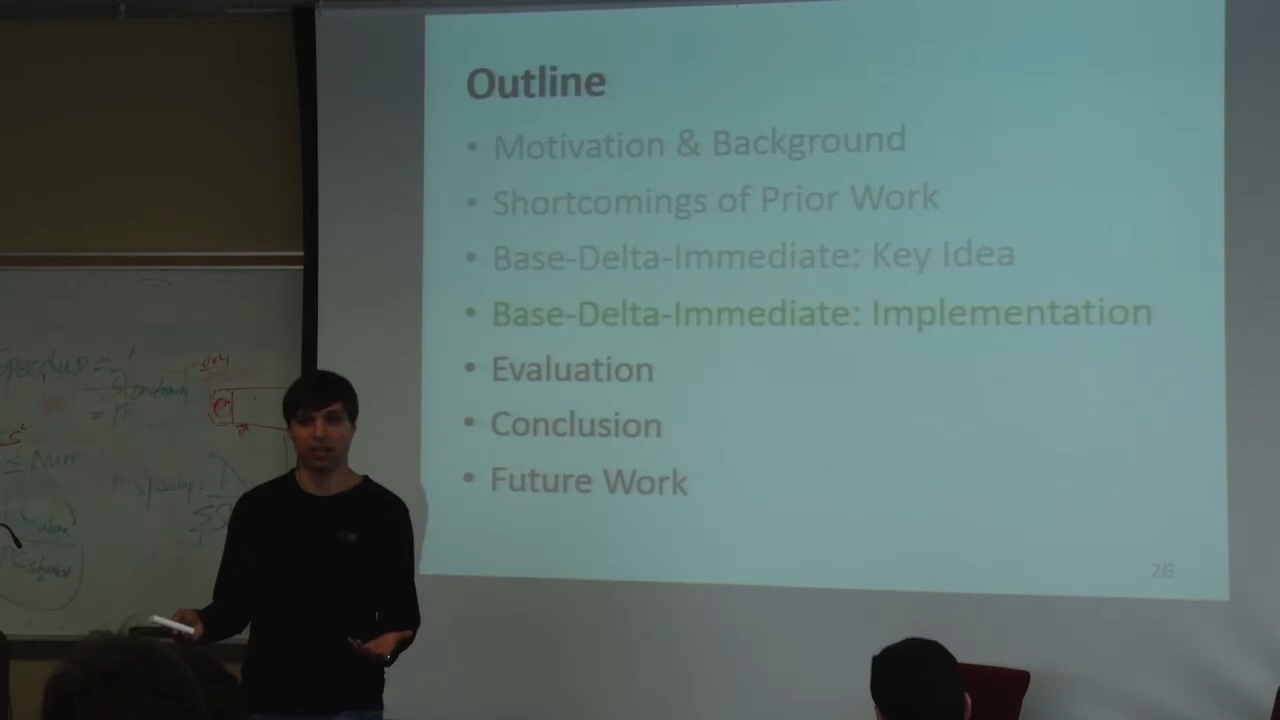 Outline
• Motivation & Background
• Shortcomings of Prior Work
• Base-Delta-Immediate: Key Idea
• Base-Delta-Immediate: Implementation
• Evaluation
• Conclusion
• Future Work
26
Speedup =